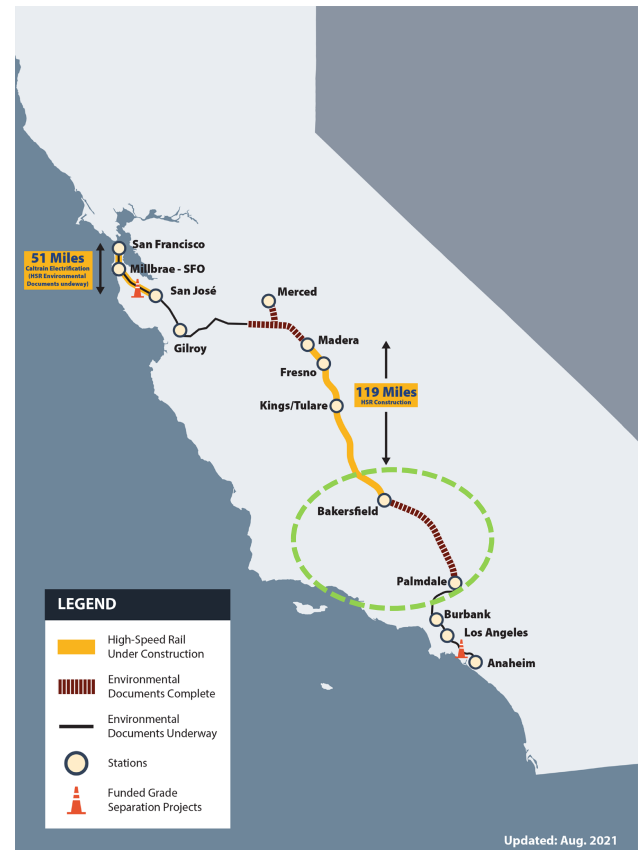 San Francisco
51 Miles
Caltrain Electrification
(HSR Environmental
Documents undeway)
Millbrae - SFO
San José
Merced
Gilroy
Madera
Fresno
119 Miles
HSR Construction
Kings/Tulare
Bakersfield
Palmdale
Burbank
Los Angeles
Anaheim
LEGEND
High-Speed Rail
Under Construction
Environmental
Documents Complete
Environmental
Documents Underway
Stations
Funded Grade
Separation Projects
Updated: Aug. 2021